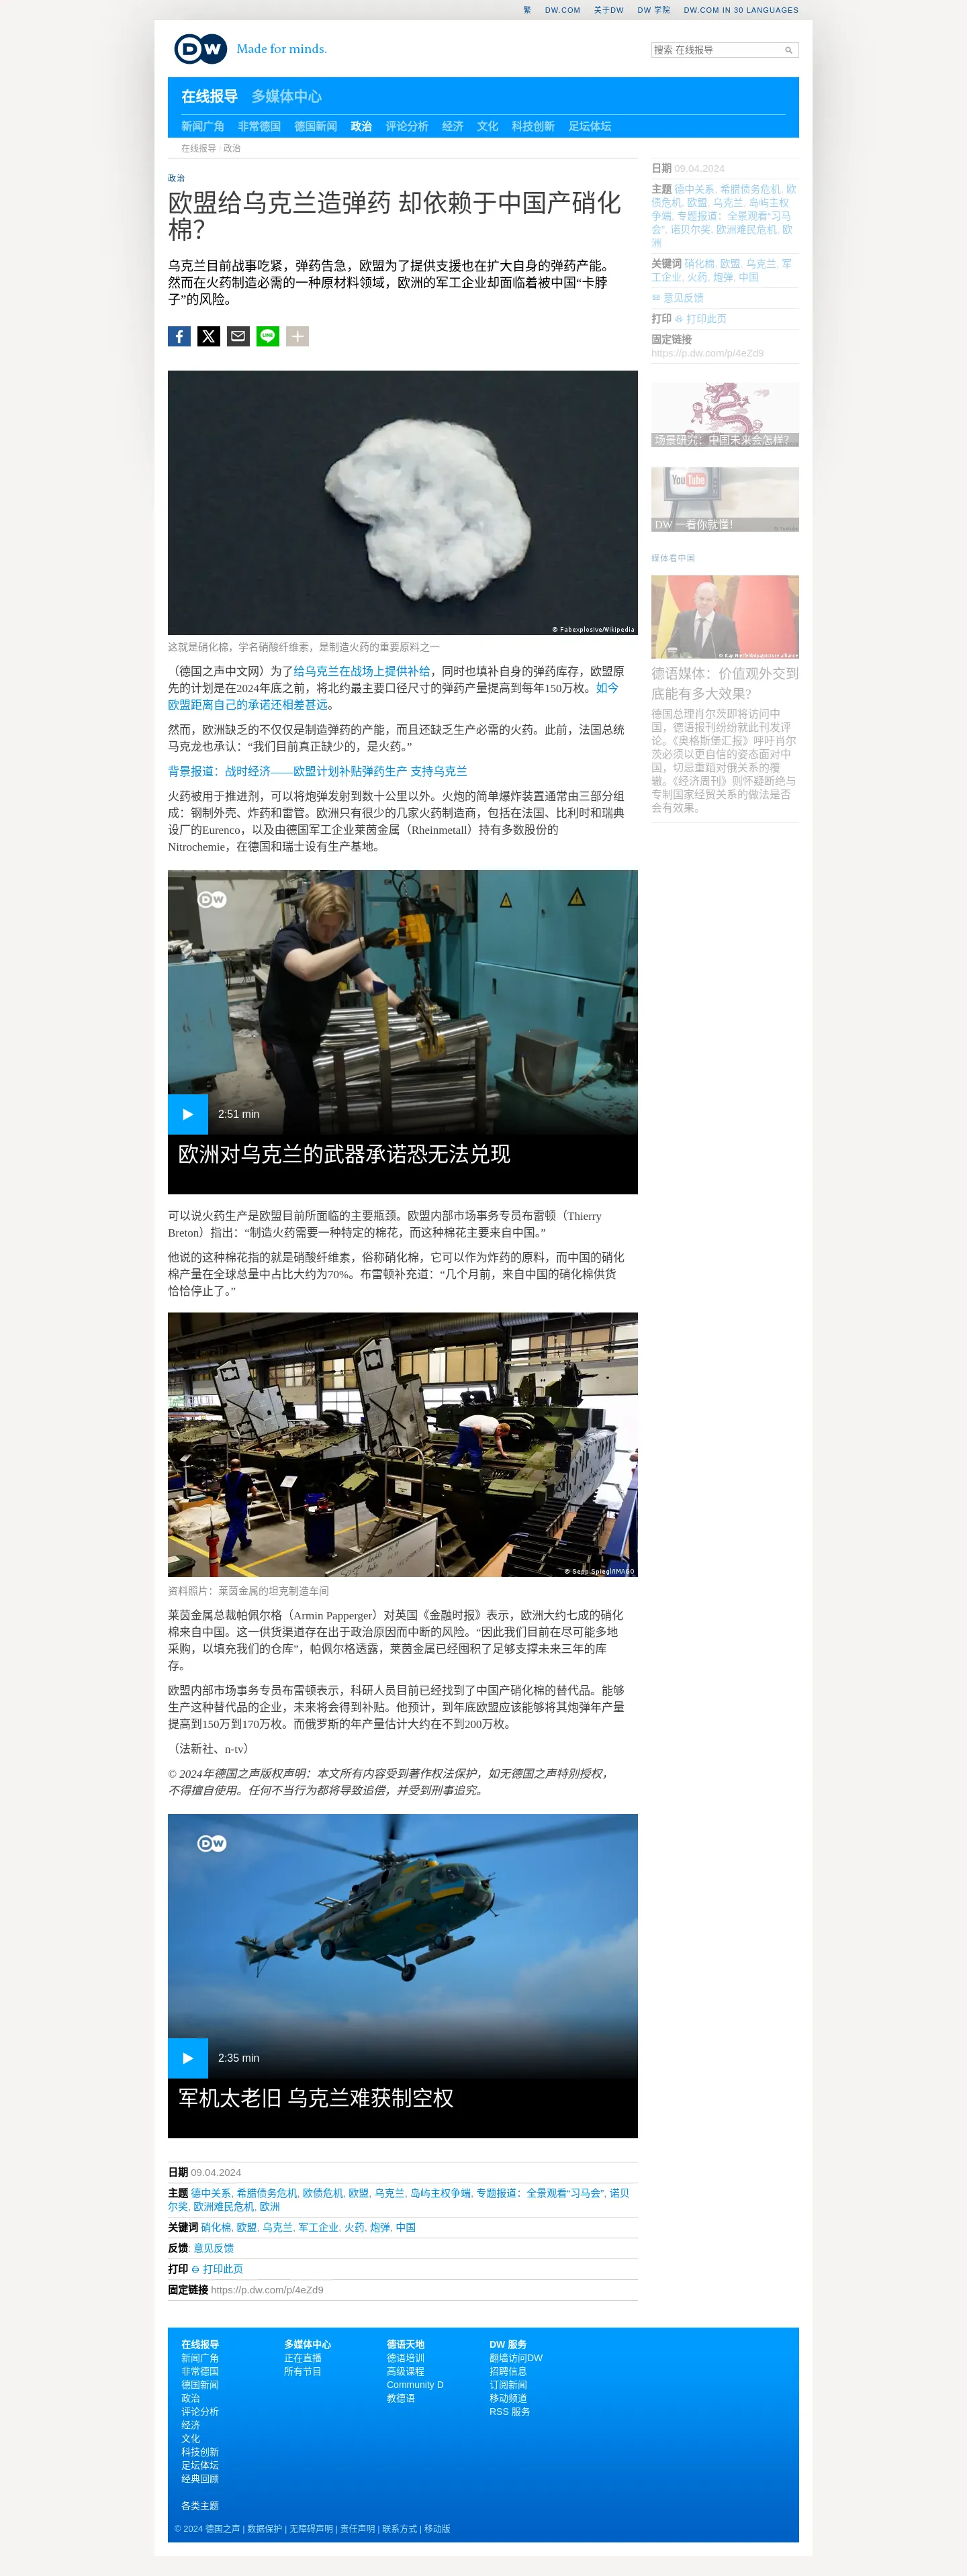 繁 DW.COM 关于DW DW 学院 DW.COM IN 30 LANGUAGES
DW Made for minds.
搜索 在线报导
在线报导 多媒体中心
新闻广角 非常德国 德国新闻 政治 评论分析 经济 文化 科技创新 足坛体坛
在线报导 / 政治
政治
欧盟给乌克兰造弹药 却依赖于中国产硝化
棉？
乌克兰目前战事吃紧，弹药告急，欧盟为了提供支援也在扩大自身的弹药产能。
然而在火药制造必需的一种原材料领域，欧洲的军工企业却面临着被中国“卡脖
子”的风险。
LINE
© Fabexplosive/Wikipedia
这就是硝化棉，学名硝酸纤维素，是制造火药的重要原料之一
（德国之声中文网）为了给乌克兰在战场上提供补给，同时也填补自身的弹药库存，欧盟原
先的计划是在2024年底之前，将北约最主要口径尺寸的弹药产量提高到每年150万枚。如今
欧盟距离自己的承诺还相差甚远。
然而，欧洲缺乏的不仅仅是制造弹药的产能，而且还缺乏生产必需的火药。此前，法国总统
马克龙也承认：“我们目前真正缺少的，是火药。”
背景报道：战时经济——欧盟计划补贴弹药生产 支持乌克兰
火药被用于推进剂，可以将炮弹发射到数十公里以外。火炮的简单爆炸装置通常由三部分组
成：钢制外壳、炸药和雷管。欧洲只有很少的几家火药制造商，包括在法国、比利时和瑞典
设厂的Eurenco，以及由德国军工企业莱茵金属（Rheinmetall）持有多数股份的
Nitrochemie，在德国和瑞士设有生产基地。
DW
2:51 min
欧洲对乌克兰的武器承诺恐无法兑现
可以说火药生产是欧盟目前所面临的主要瓶颈。欧盟内部市场事务专员布雷顿（Thierry
Breton）指出：“制造火药需要一种特定的棉花，而这种棉花主要来自中国。”
他说的这种棉花指的就是硝酸纤维素，俗称硝化棉，它可以作为炸药的原料，而中国的硝化
棉产量在全球总量中占比大约为70%。布雷顿补充道：“几个月前，来自中国的硝化棉供货
恰恰停止了。”
© Sepp Spiegl/IMAGO
资料照片：莱茵金属的坦克制造车间
莱茵金属总裁帕佩尔格（Armin Papperger）对英国《金融时报》表示，欧洲大约七成的硝化
棉来自中国。这一供货渠道存在出于政治原因而中断的风险。“因此我们目前在尽可能多地
采购，以填充我们的仓库”，帕佩尔格透露，莱茵金属已经囤积了足够支撑未来三年的库
存。
欧盟内部市场事务专员布雷顿表示，科研人员目前已经找到了中国产硝化棉的替代品。能够
生产这种替代品的企业，未来将会得到补贴。他预计，到年底欧盟应该能够将其炮弹年产量
提高到150万到170万枚。而俄罗斯的年产量估计大约在不到200万枚。
（法新社、n-tv）
© 2024年德国之声版权声明：本文所有内容受到著作权法保护，如无德国之声特别授权，
不得擅自使用。任何不当行为都将导致追偿，并受到刑事追究。
DW
2:35 min
军机太老旧 乌克兰难获制空权
日期 09.04.2024
主题 德中关系, 希腊债务危机, 欧债危机, 欧盟, 乌克兰, 岛屿主权争端, 专题报道：全景观看“习马会”, 诺贝
尔奖, 欧洲难民危机, 欧洲
关键词 硝化棉, 欧盟, 乌克兰, 军工企业, 火药, 炮弹, 中国
反馈: 意见反馈
打印 打印此页
固定链接 https://p.dw.com/p/4eZd9
日期 09.04.2024
主题 德中关系, 希腊债务危机, 欧
债危机, 欧盟, 乌克兰, 岛屿主权
争端, 专题报道：全景观看“习马
会”, 诺贝尔奖, 欧洲难民危机, 欧
洲
关键词 硝化棉, 欧盟, 乌克兰, 军
工企业, 火药, 炮弹, 中国
意见反馈
打印 打印此页
固定链接
https://p.dw.com/p/4eZd9
场景研究：中国未来会怎样？
YouTube
DW 一看你就懂！
媒体看中国
德语媒体：价值观外交到
底能有多大效果？
德国总理肖尔茨即将访问中
国，德语报刊纷纷就此刊发评
论。《奥格斯堡汇报》呼吁肖尔
茨必须以更自信的姿态面对中
国，切忌重蹈对俄关系的覆
辙。《经济周刊》则怀疑断绝与
专制国家经贸关系的做法是否
会有效果。
在线报导
新闻广角
非常德国
德国新闻
政治
评论分析
经济
文化
科技创新
足坛体坛
经典回顾
各类主题
多媒体中心
正在直播
所有节目
德语天地
德语培训
高级课程
Community D
教德语
DW 服务
翻墙访问DW
招聘信息
订阅新闻
移动频道
RSS 服务
© 2024 德国之声 | 数据保护 | 无障碍声明 | 责任声明 | 联系方式 | 移动版